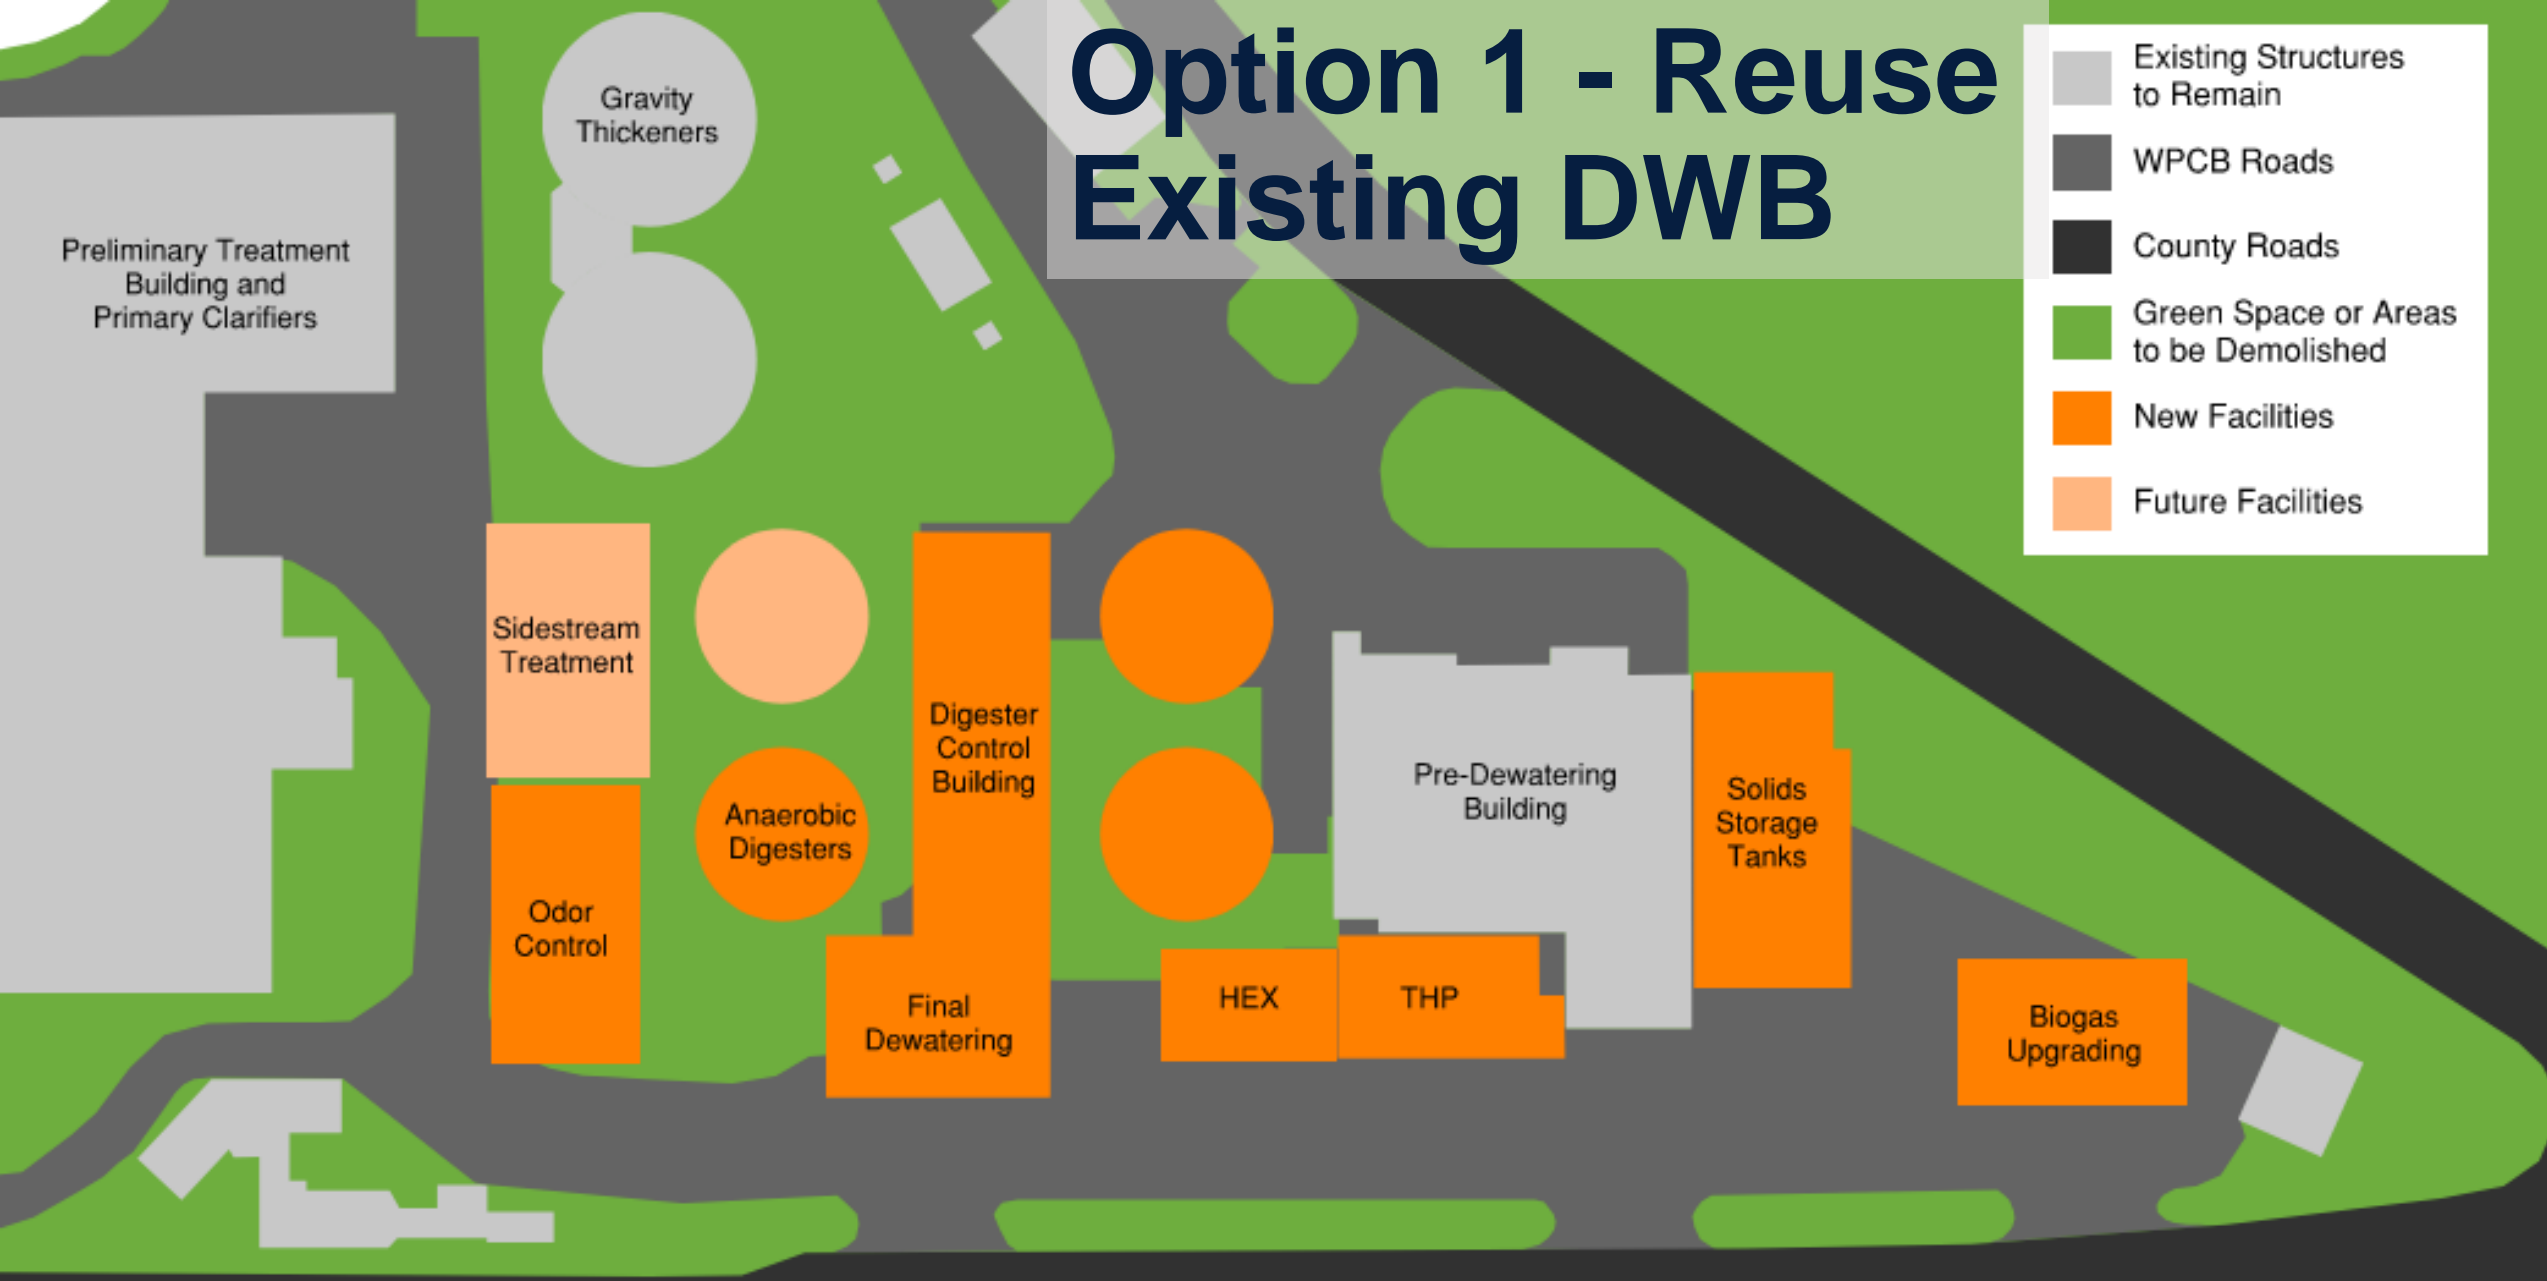 Option 1 - Reuse
Existing DWB
Existing Structures
to Remain
WPCB Roads
County Roads
Green Space or Areas
to be Demolished
New Facilities
Future Facilities
Gravity
Thickeners
Preliminary Treatment
Building and
Primary Clarifiers
Sidestream
Treatment
Digester
Control
Building
Anaerobic
Digesters
Pre-Dewatering
Building
Solids
Storage
Tanks
Odor
Control
Final
Dewatering
HEX
THP
Biogas
Upgrading